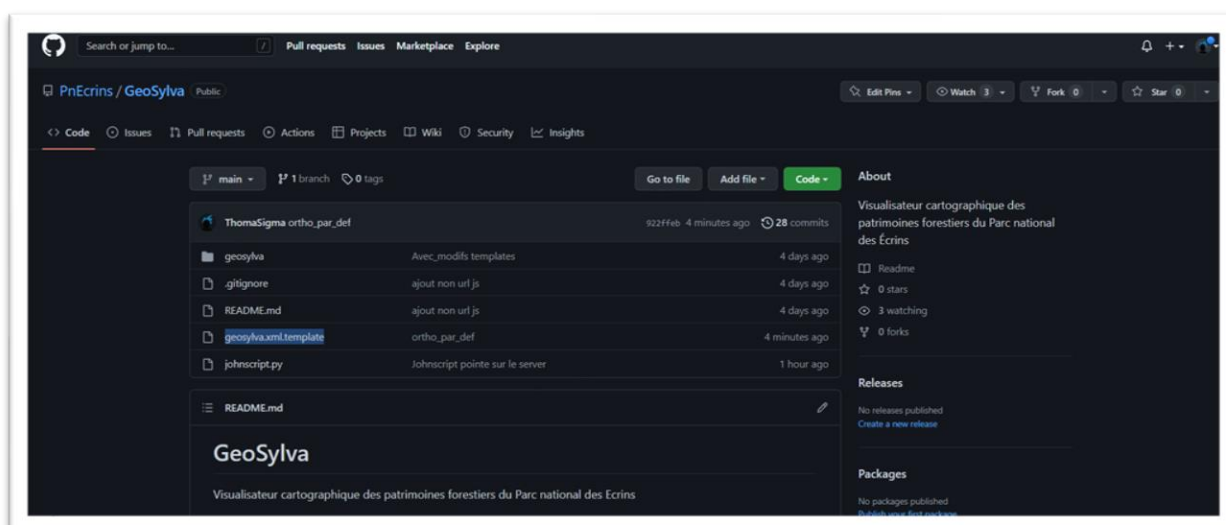 Search or jump to... / Pull requests Issues Marketplace Explore
PnEcrins / GeoSylva Public
Edit Pins Watch 3 Fork 0 Star 0
Code Issues Pull requests Actions Projects Wiki Security Insights
main 1 branch 0 tags Go to file Add file Code
ThomaSigma ortho_par_def 922ffeb 4 minutes ago 28 commits
geosylva Avec_modifs templates 4 days ago
.gitignore ajout non url js 4 days ago
README.md ajout non url js 4 days ago
geosylva.xml.template ortho_par_def 4 minutes ago
johnscript.py Johnscript pointe sur le server 1 hour ago
README.md
GeoSylva
Visualisateur cartographique des patrimoines forestiers du Parc national des Ecrins
About
Visualisateur cartographique des
patrimoines forestiers du Parc national
des Écrins
Readme
0 stars
3 watching
0 forks
Releases
No releases published
Create a new release
Packages
No packages published
Publish your first package